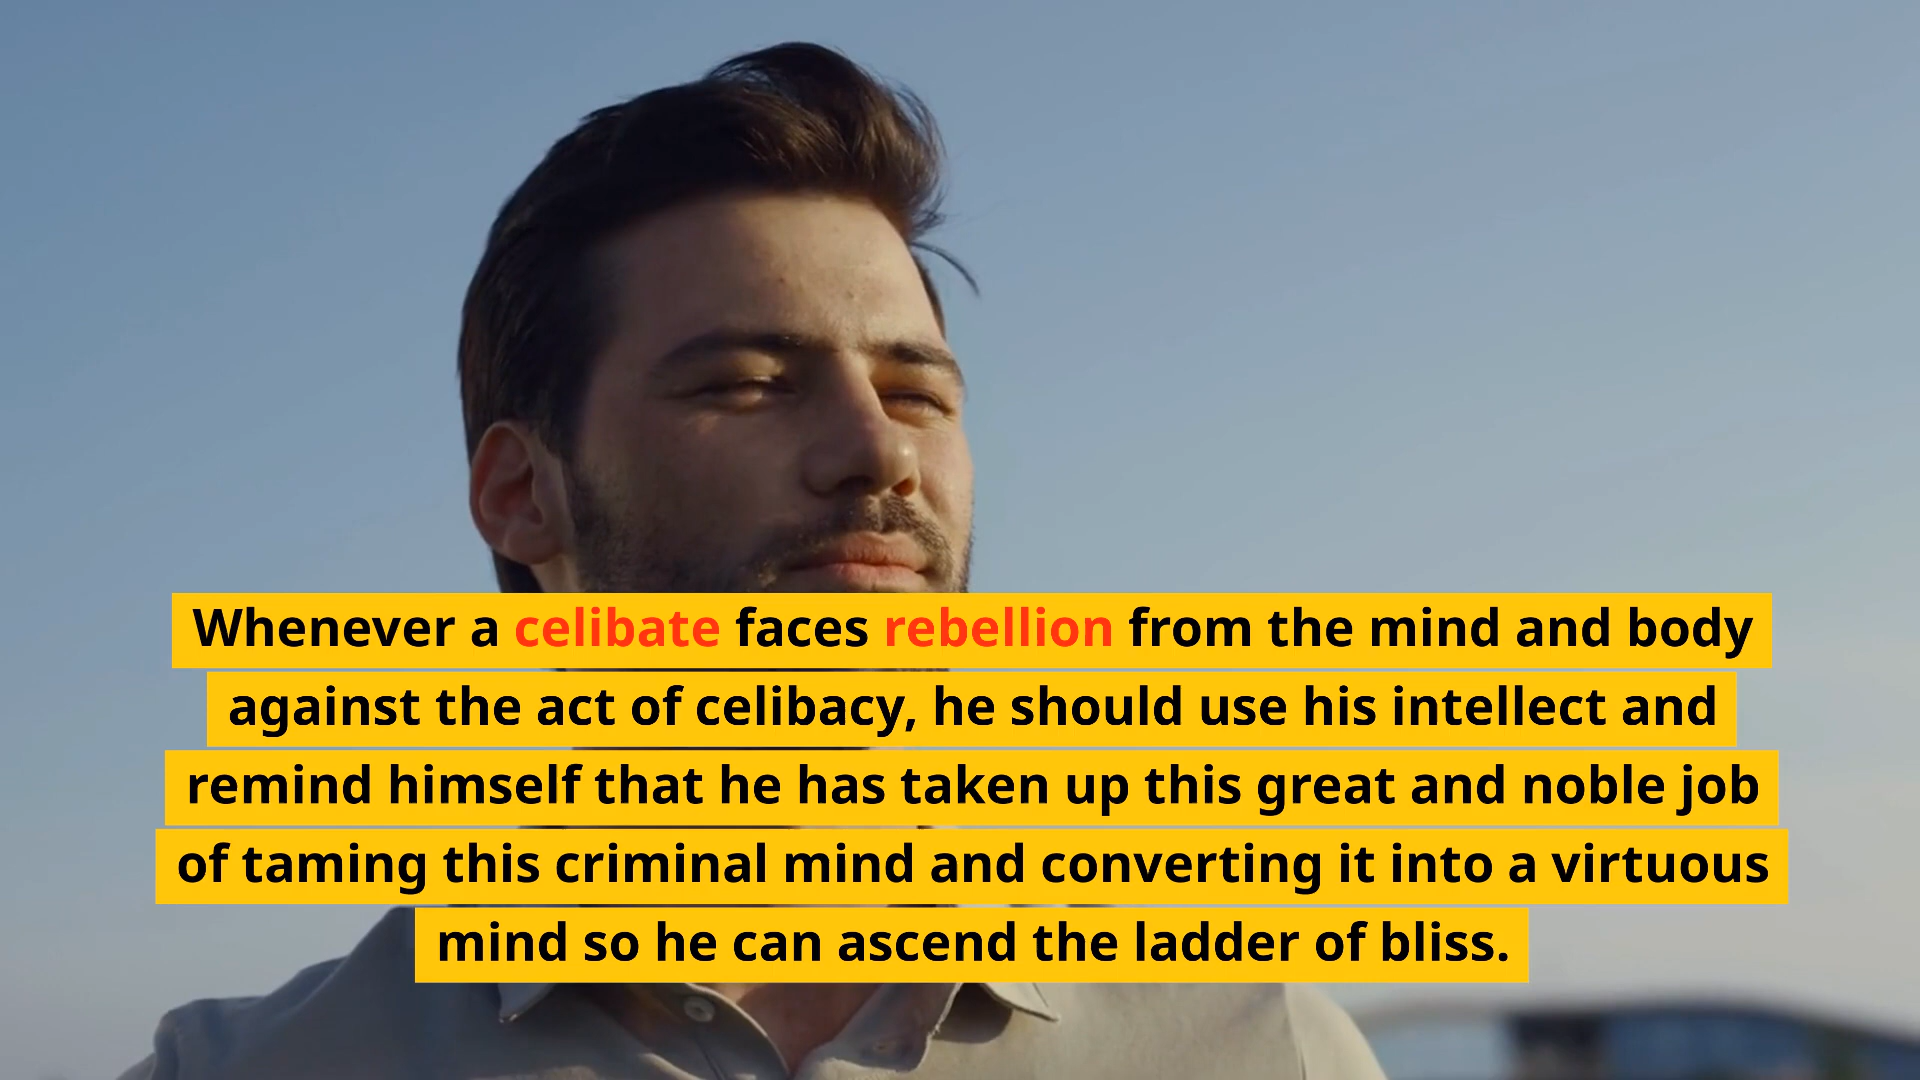 Whenever a celibate faces rebellion from the mind and body
against the act of celibacy, he should use his intellect and
remind himself that he has taken up this great and noble job
of taming this criminal mind and converting it into a virtuous
mind so he can ascend the ladder of bliss.